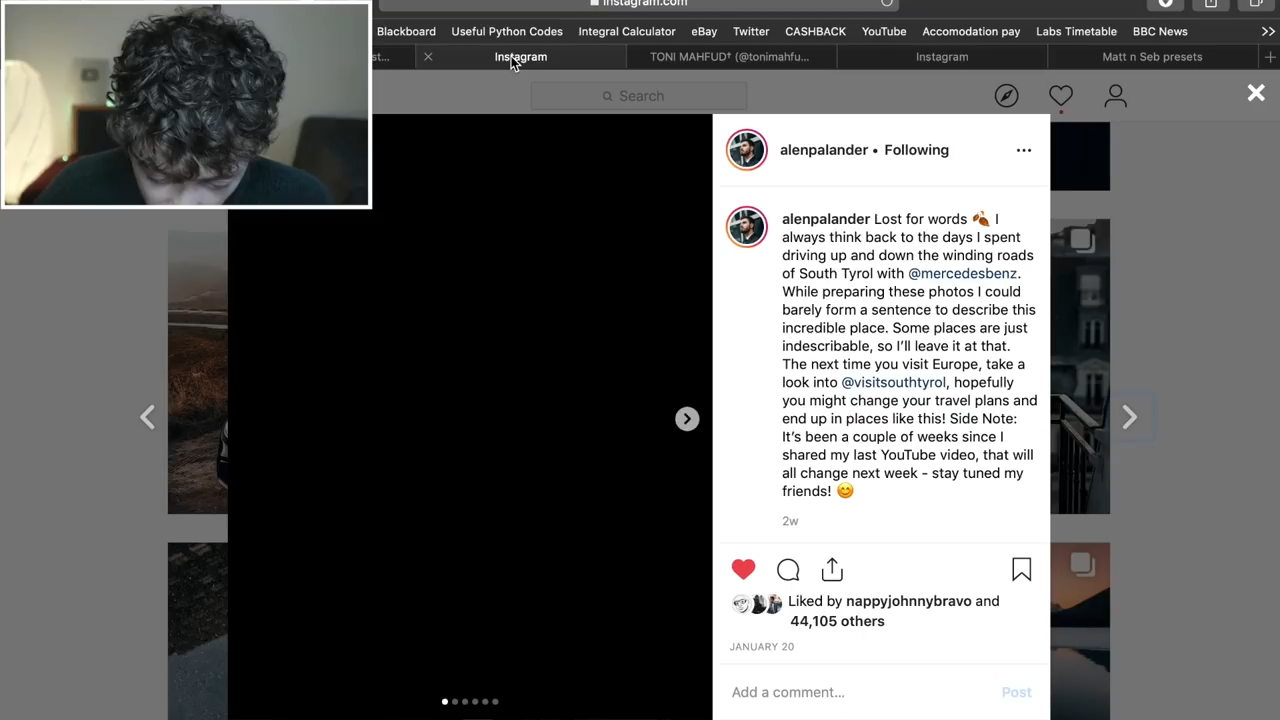 instagram.com
Blackboard Useful Python Codes Integral Calculator eBay Twitter CASHBACK YouTube Accomodation pay Labs Timetable BBC News
st... Instagram TONI MAHFUD† (@tonimahfu... Instagram Matt n Seb presets
Search
alenpalander • Following
alenpalander Lost for words 🍂 I
always think back to the days I spent
driving up and down the winding roads
of South Tyrol with @mercedesbenz.
While preparing these photos I could
barely form a sentence to describe this
incredible place. Some places are just
indescribable, so I’ll leave it at that.
The next time you visit Europe, take a
look into @visitsouthtyrol, hopefully
you might change your travel plans and
end up in places like this! Side Note:
It’s been a couple of weeks since I
shared my last YouTube video, that will
all change next week - stay tuned my
friends! 😊
2w
Liked by nappyjohnnybravo and
44,105 others
JANUARY 20
Add a comment... Post